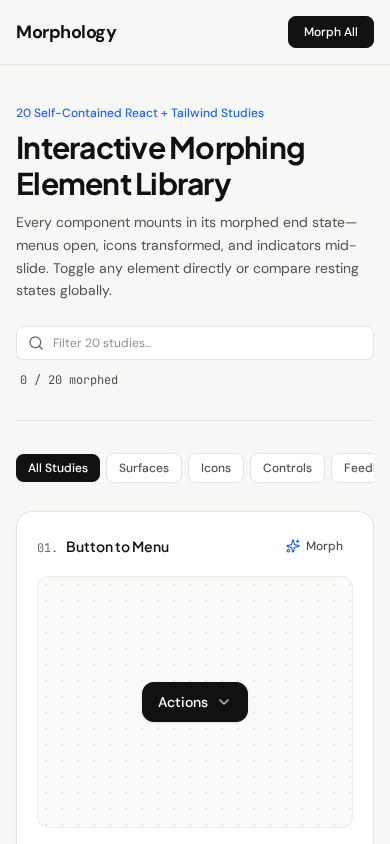 Morphology
Morph All
20 Self-Contained React + Tailwind Studies
Interactive Morphing
Element Library
Every component mounts in its morphed end state—
menus open, icons transformed, and indicators mid-
slide. Toggle any element directly or compare resting
states globally.
Filter 20 studies...
0 / 20 morphed
All Studies
Surfaces
Icons
Controls
01.
Button to Menu
Morph
Actions